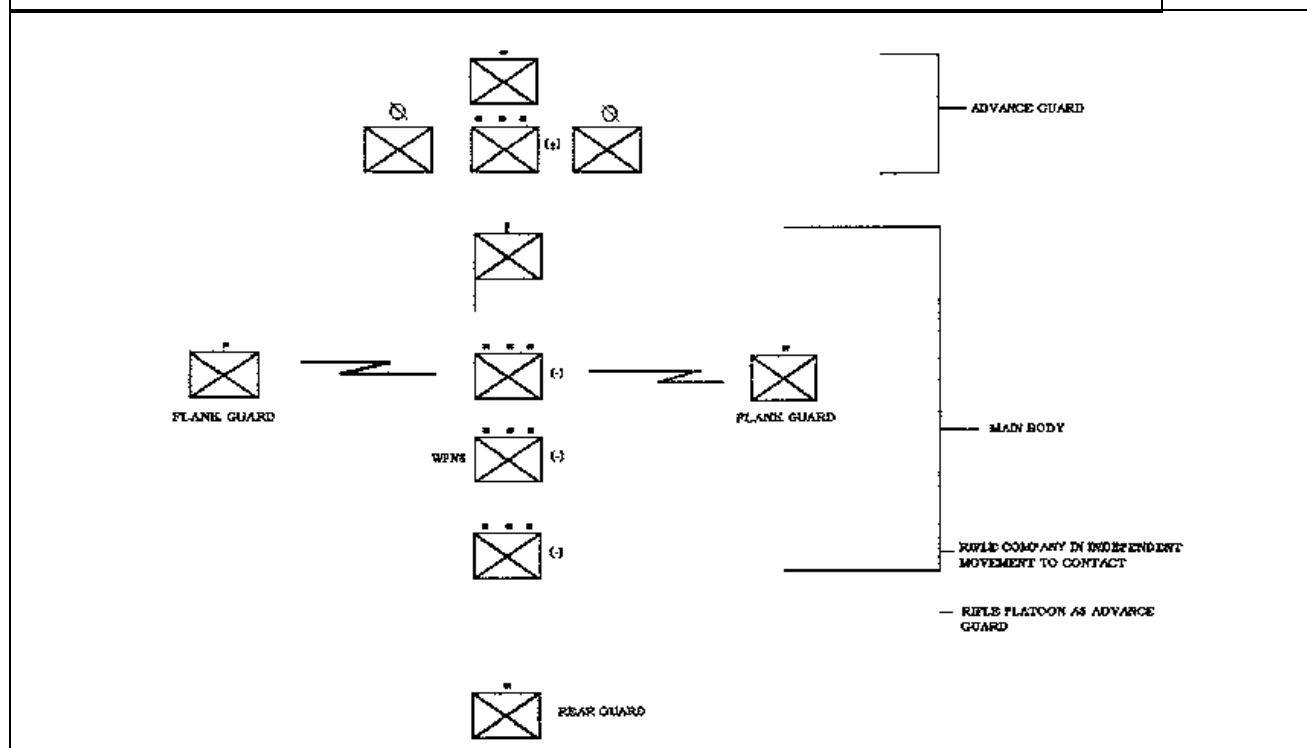 ADVANCE GUARD
(+)
(-)
FLANK GUARD
FLANK GUARD
WPNS
(-)
MAIN BODY
(-)
RIFLE COMPANY IN INDEPENDENT
MOVEMENT TO CONTACT
RIFLE PLATOON AS ADVANCE
GUARD
REAR GUARD